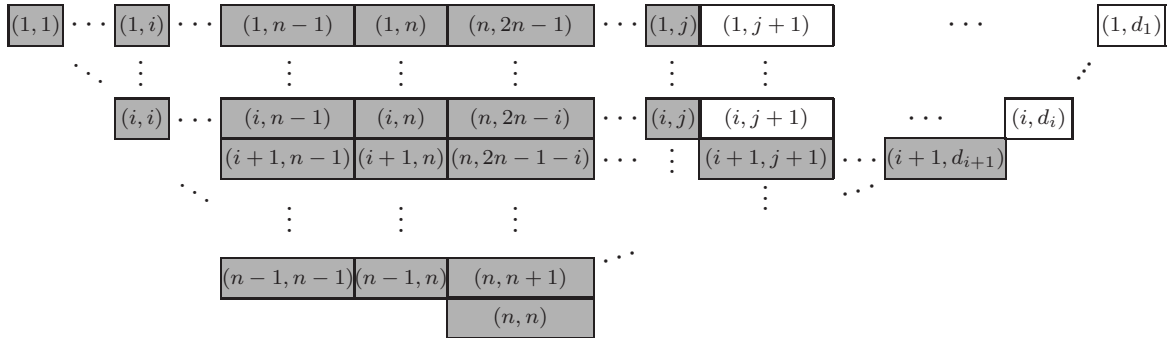 (1, 1) ··· (1, i) ··· (1, n − 1) (1, n) (n, 2n − 1) ··· (1, j) (1, j + 1) ··· (1, d₁)
(i, i) ··· (i, n − 1) (i, n) (n, 2n − i) ··· (i, j) (i, j + 1) ··· (i, dᵢ)
(i + 1, n − 1) (i + 1, n) (n, 2n − 1 − i) ··· (i + 1, j + 1) ··· (i + 1, dᵢ₊₁)
(n − 1, n − 1) (n − 1, n) (n, n + 1)
(n, n)